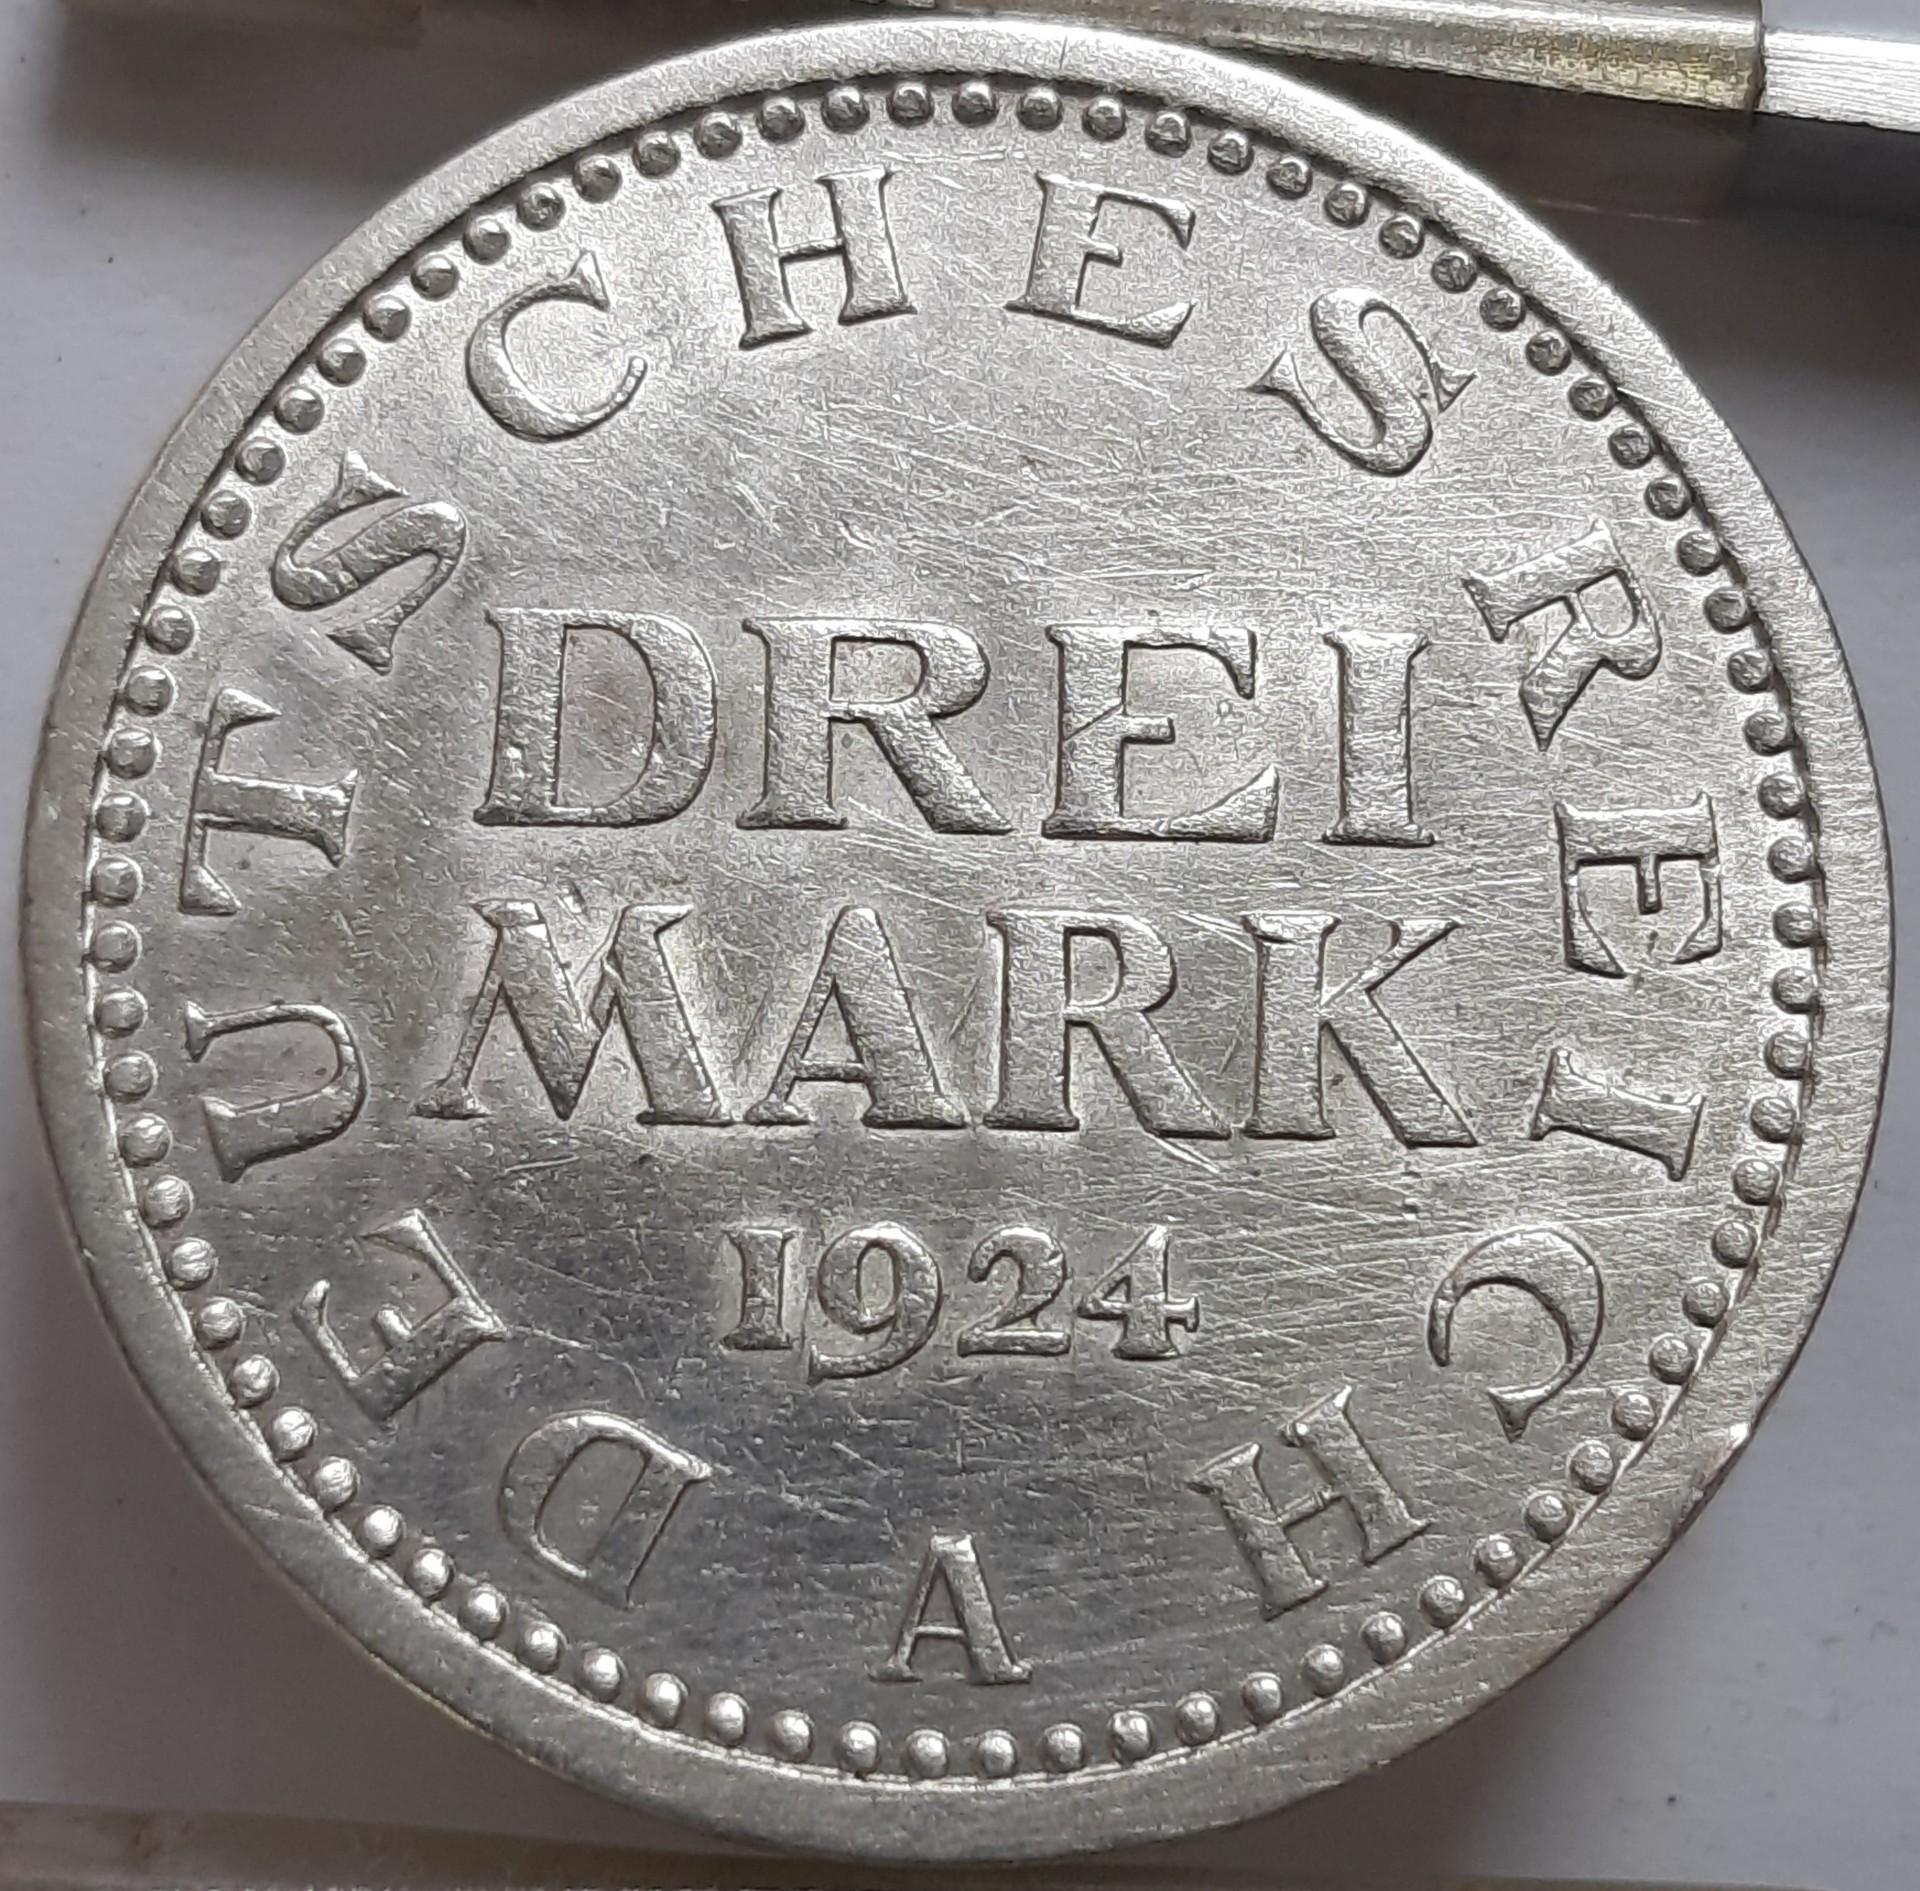 DEUTSCHES REICH
DREI
MARK
1924
A